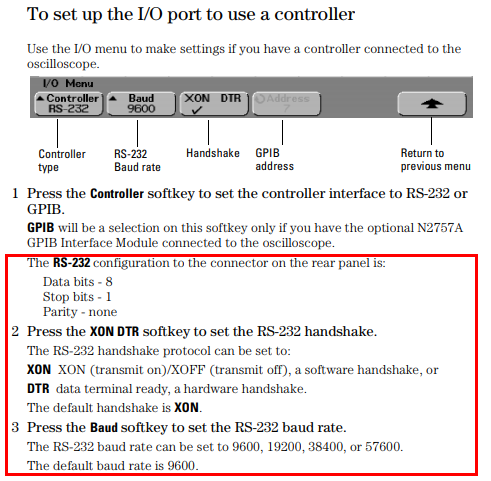 To set up the I/O port to use a controller
Use the I/O menu to make settings if you have a controller connected to the
oscilloscope.
I/O Menu
Controller
RS-232
Baud
9600
XON DTR
✓
Address
7
Controller
type
RS-232
Baud rate
Handshake
GPIB
address
Return to
previous menu
1 Press the Controller softkey to set the controller interface to RS-232 or
GPIB.
GPIB will be a selection on this softkey only if you have the optional N2757A
GPIB Interface Module connected to the oscilloscope.
The RS-232 configuration to the connector on the rear panel is:
Data bits - 8
Stop bits - 1
Parity - none
2 Press the XON DTR softkey to set the RS-232 handshake.
The RS-232 handshake protocol can be set to:
XON XON (transmit on)/XOFF (transmit off), a software handshake, or
DTR data terminal ready, a hardware handshake.
The default handshake is XON.
3 Press the Baud softkey to set the RS-232 baud rate.
The RS-232 baud rate can be set to 9600, 19200, 38400, or 57600.
The default baud rate is 9600.